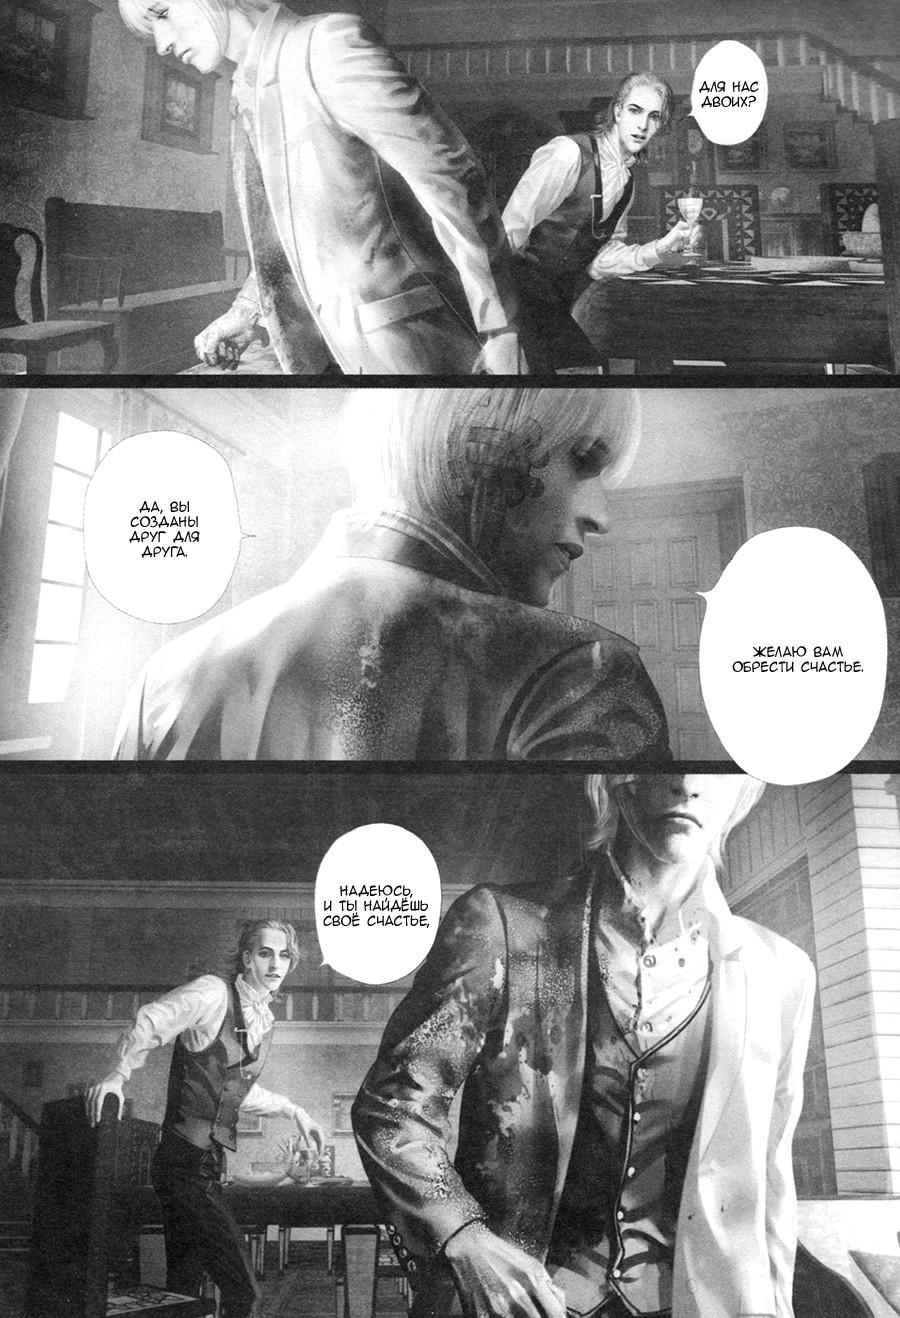 ДЛЯ НАС
ДВОИХ?
ДА, ВЫ
СОЗДАНЫ
ДРУГ ДЛЯ
ДРУГА.
ЖЕЛАЮ ВАМ
ОБРЕСТИ СЧАСТЬЕ.
НАДЕЮСЬ,
И ТЫ НАЙДЁШЬ
СВОЁ СЧАСТЬЕ,